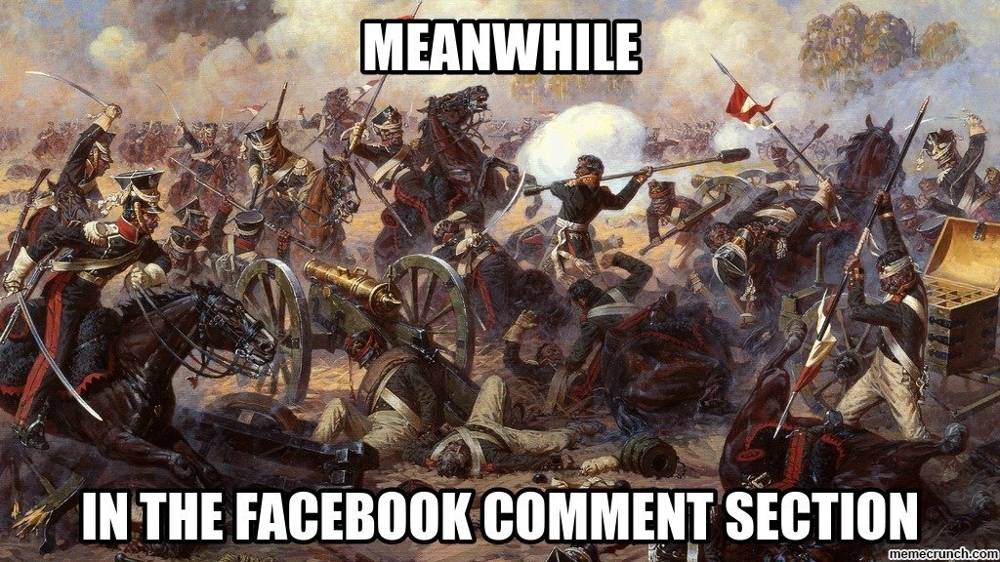 MEANWHILE
IN THE FACEBOOK COMMENT SECTION
memecrunch.com